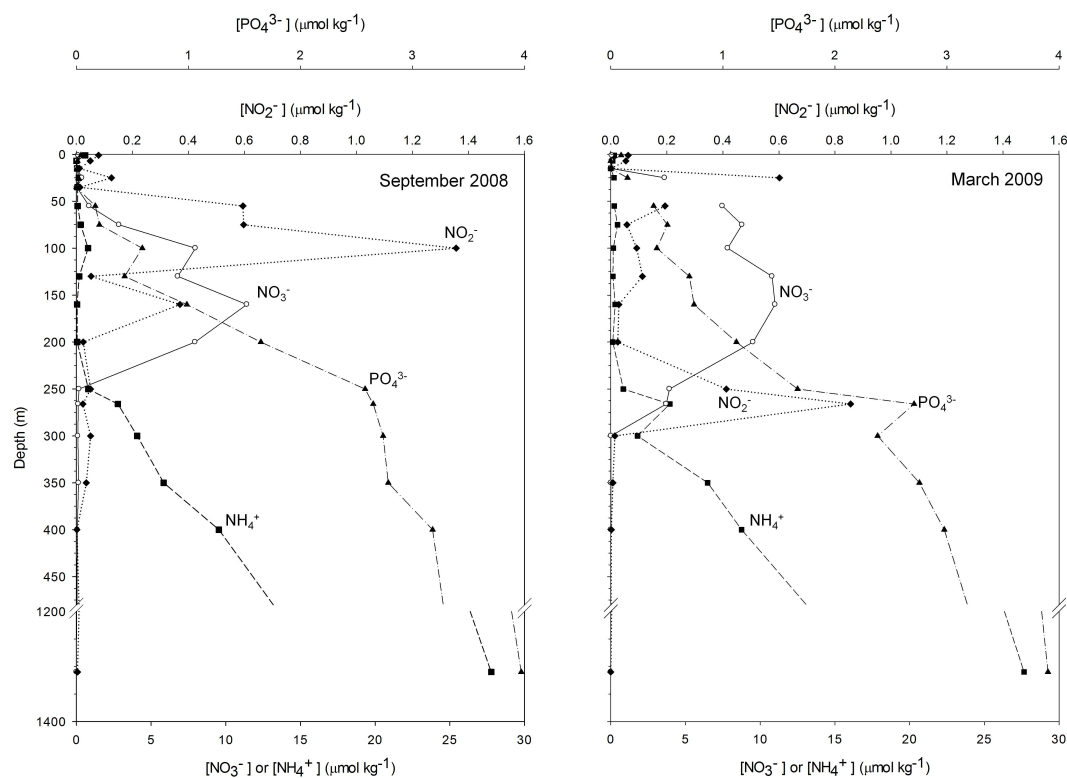 [PO₄³⁻] (μmol kg⁻¹)
0 1 2 3 4
[NO₂⁻] (μmol kg⁻¹)
0.0 0.2 0.4 0.6 0.8 1.0 1.2 1.4 1.6
September 2008
NO₂⁻
NO₃⁻
PO₄³⁻
NH₄⁺
Depth (m)
0
50
100
150
200
250
300
350
400
450
1200
1400
0 5 10 15 20 25 30
[NO₃⁻] or [NH₄⁺] (μmol kg⁻¹)
[PO₄³⁻] (μmol kg⁻¹)
0 1 2 3 4
[NO₂⁻] (μmol kg⁻¹)
0.0 0.2 0.4 0.6 0.8 1.0 1.2 1.4 1.6
March 2009
NO₃⁻
NO₂⁻
PO₄³⁻
NH₄⁺
0 5 10 15 20 25 30
[NO₃⁻] or [NH₄⁺] (μmol kg⁻¹)